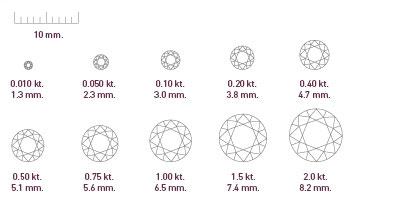 10 mm.
0.010 kt. 0.050 kt. 0.10 kt. 0.20 kt. 0.40 kt.
1.3 mm. 2.3 mm. 3.0 mm. 3.8 mm. 4.7 mm.
0.50 kt. 0.75 kt. 1.00 kt. 1.5 kt. 2.0 kt.
5.1 mm. 5.6 mm. 6.5 mm. 7.4 mm. 8.2 mm.